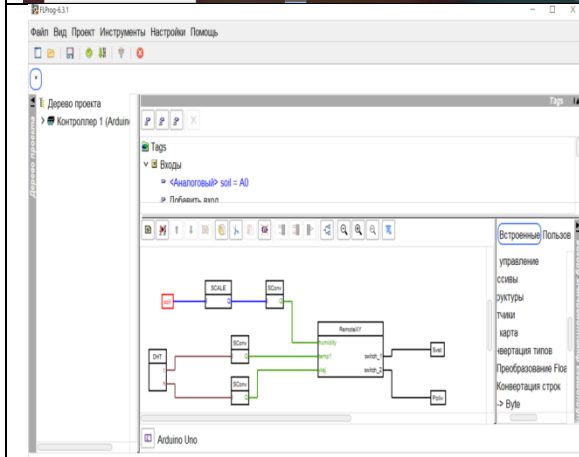 FLProg-6.3.1
Файл Вид Проект Инструменты Настройки Помощь
Tags
Дерево проекта
Дерево проекта
Контроллер 1 (Arduin
Tags
Входы
<Аналоговый> soil = A0
Добавить вход
Встроенные Пользов
управление
ссивы
руктуры
тчики
карта
нвертация типов
Преобразование Floa
Конвертация строк
-> Byte
SCALE
SConv
soil
I Q
I Q
RemoteXY
humidity
temp1
switch_1
switch_2
Svet
Poliv
DHT
SConv
I Q
SConv
I Q
Arduino Uno